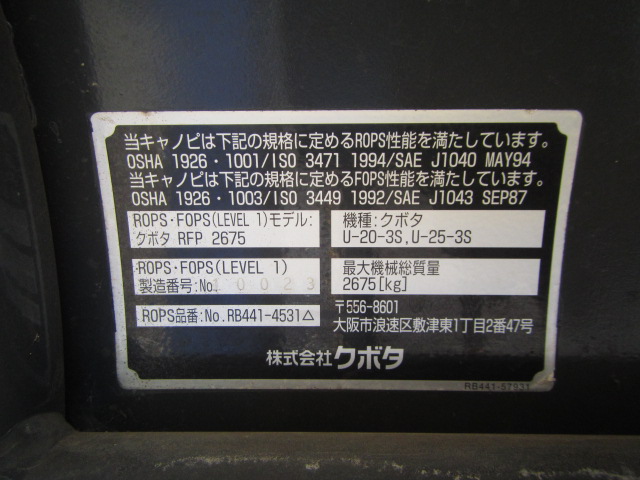 当キャノピは下記の規格に定めるROPS性能を満たしています。
OSHA 1926・1001/ISO 3471 1994/SAE J1040 MAY94
当キャノピは下記の規格に定めるFOPS性能を満たしています。
OSHA 1926・1003/ISO 3449 1992/SAE J1043 SEP87
ROPS・FOPS(LEVEL 1)モデル:
クボタ RFP 2675
機種:クボタ
U-20-3S,U-25-3S
ROPS・FOPS(LEVEL 1)
製造番号:No. 10023
最大機械総質量
2675[kg]
ROPS品番:No. RB441-4531△
〒556-8601
大阪市浪速区敷津東1丁目2番47号
株式会社クボタ
RB441-57931